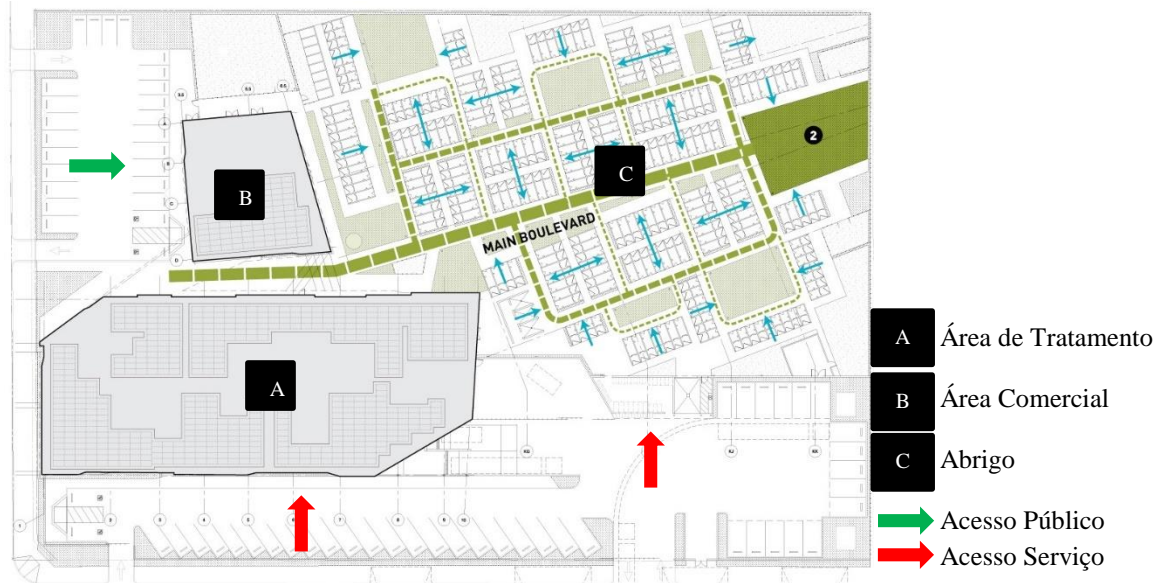 B
2
C
MAIN BOULEVARD
A
A Área de Tratamento
B Área Comercial
C Abrigo
Acesso Público
Acesso Serviço